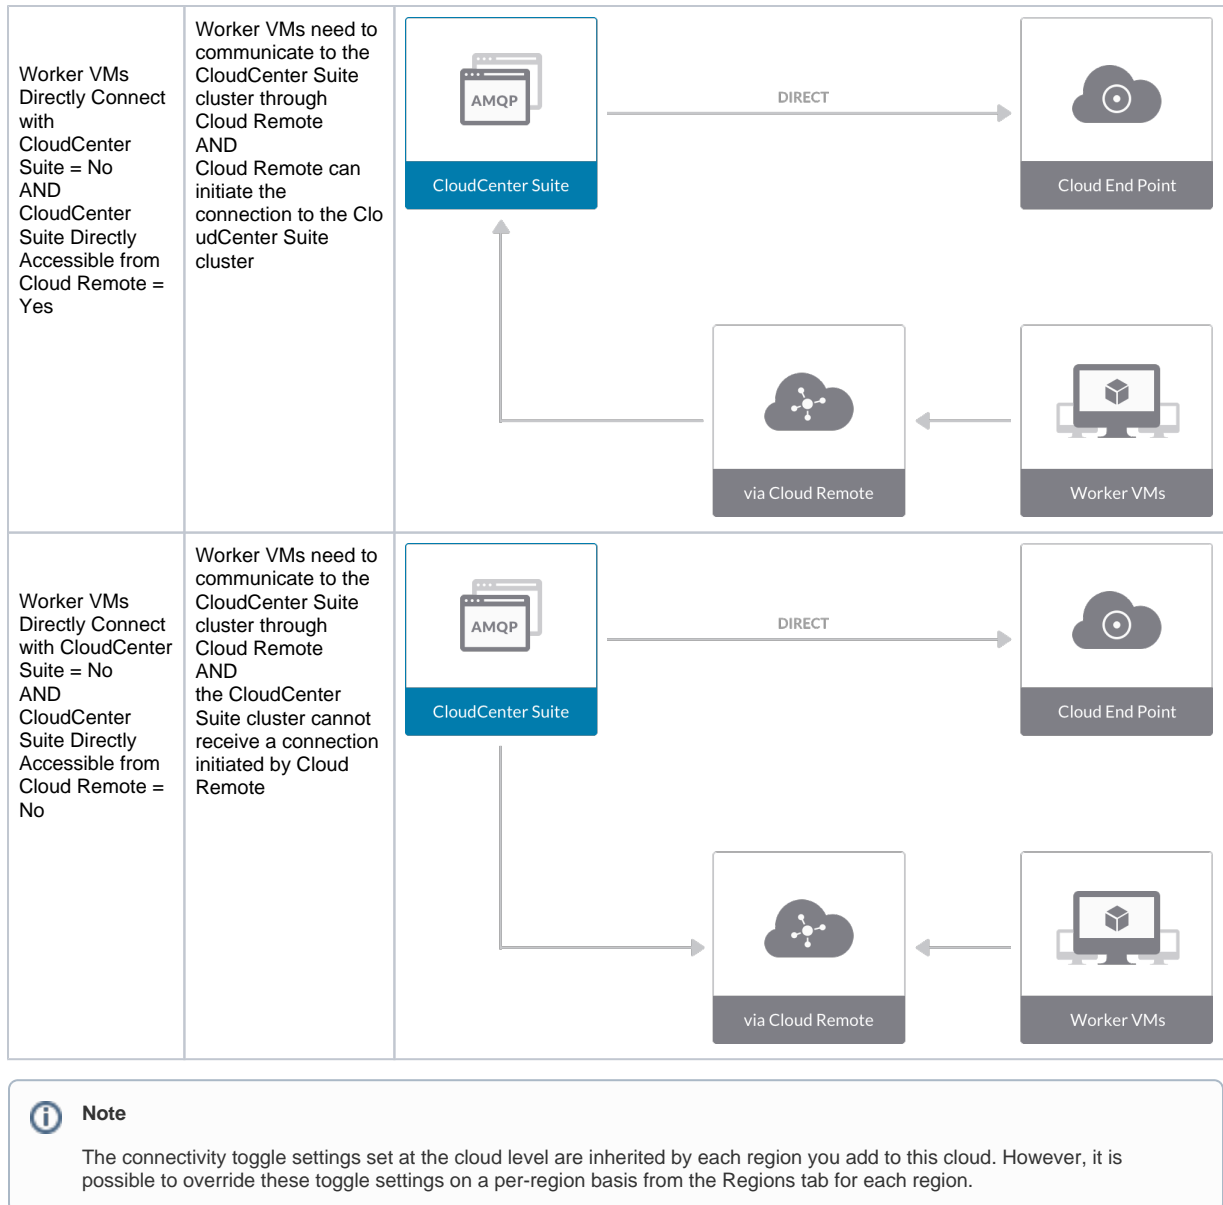 Worker VMs
Directly Connect
with
CloudCenter
Suite = No
AND
CloudCenter
Suite Directly
Accessible from
Cloud Remote =
Yes
Worker VMs need to
communicate to the
CloudCenter Suite
cluster through
Cloud Remote
AND
Cloud Remote can
initiate the
connection to the Clo
udCenter Suite
cluster
AMQP
CloudCenter Suite
DIRECT
Cloud End Point
via Cloud Remote
Worker VMs
Worker VMs
Directly Connect
with CloudCenter
Suite = No
AND
CloudCenter
Suite Directly
Accessible from
Cloud Remote =
No
Worker VMs need to
communicate to the
CloudCenter Suite
cluster through
Cloud Remote
AND
the CloudCenter
Suite cluster cannot
receive a connection
initiated by Cloud
Remote
AMQP
CloudCenter Suite
DIRECT
Cloud End Point
via Cloud Remote
Worker VMs
Note
The connectivity toggle settings set at the cloud level are inherited by each region you add to this cloud. However, it is
possible to override these toggle settings on a per-region basis from the Regions tab for each region.